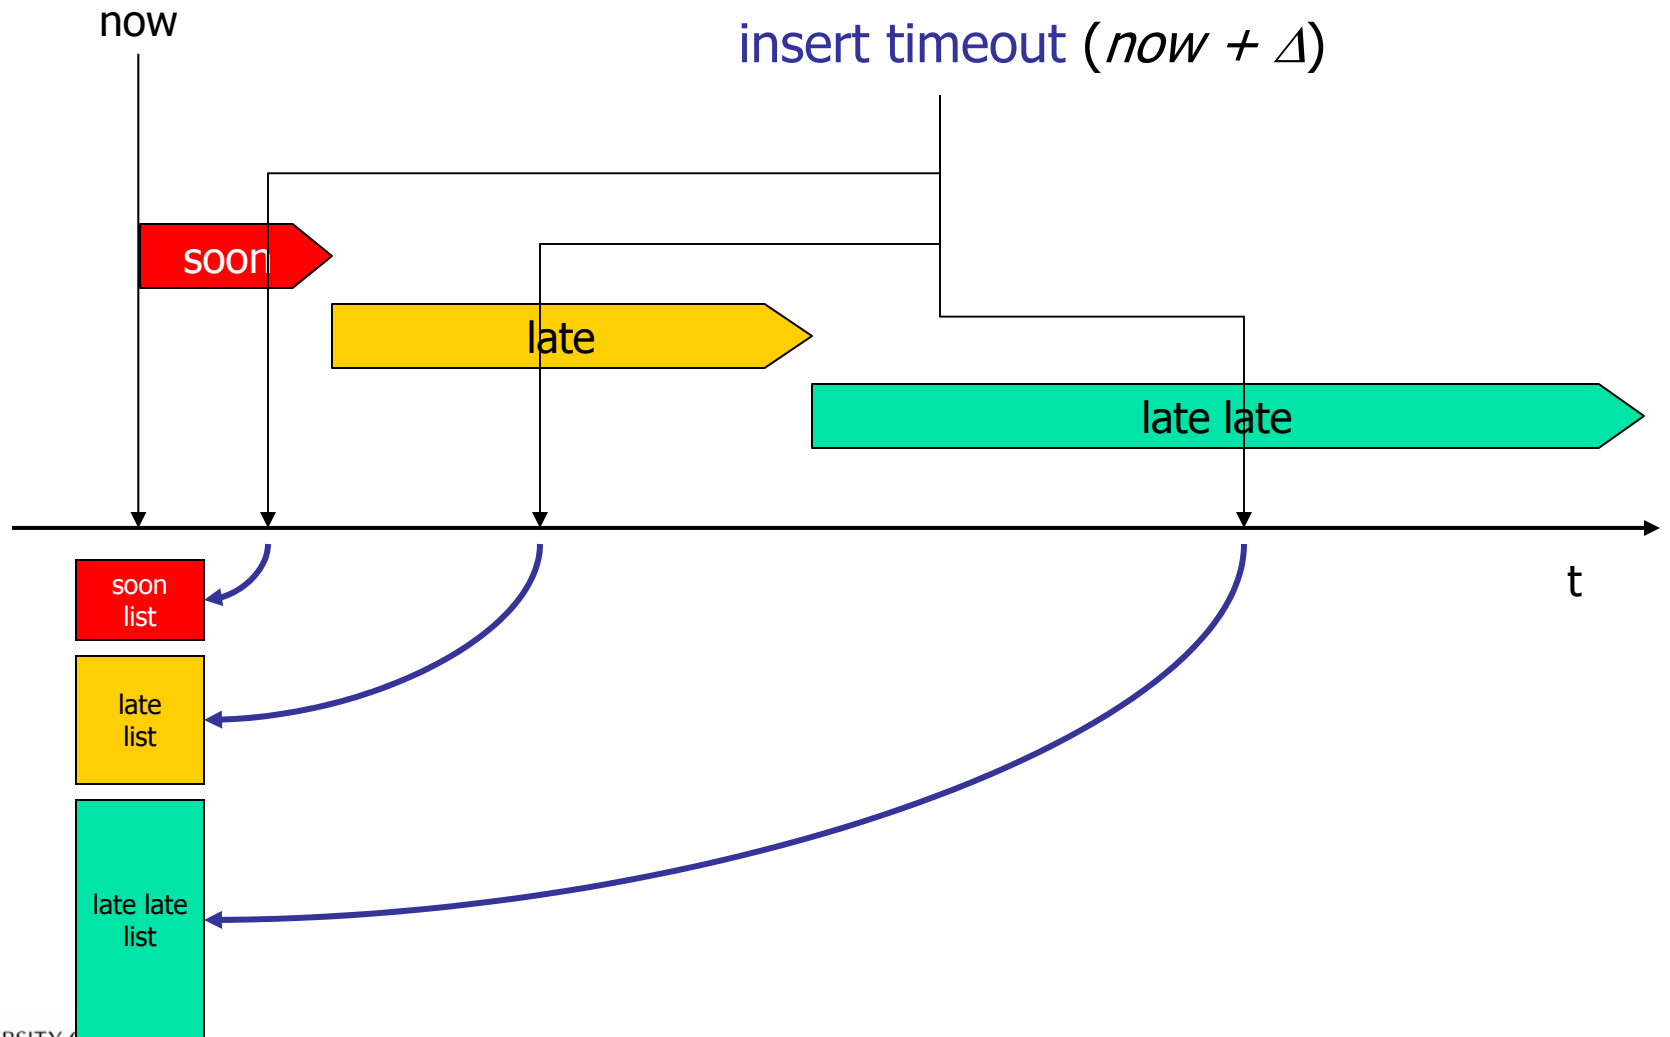 now
insert timeout (now + Δ)
soon
late
late late
t
soon
list
late
list
late late
list